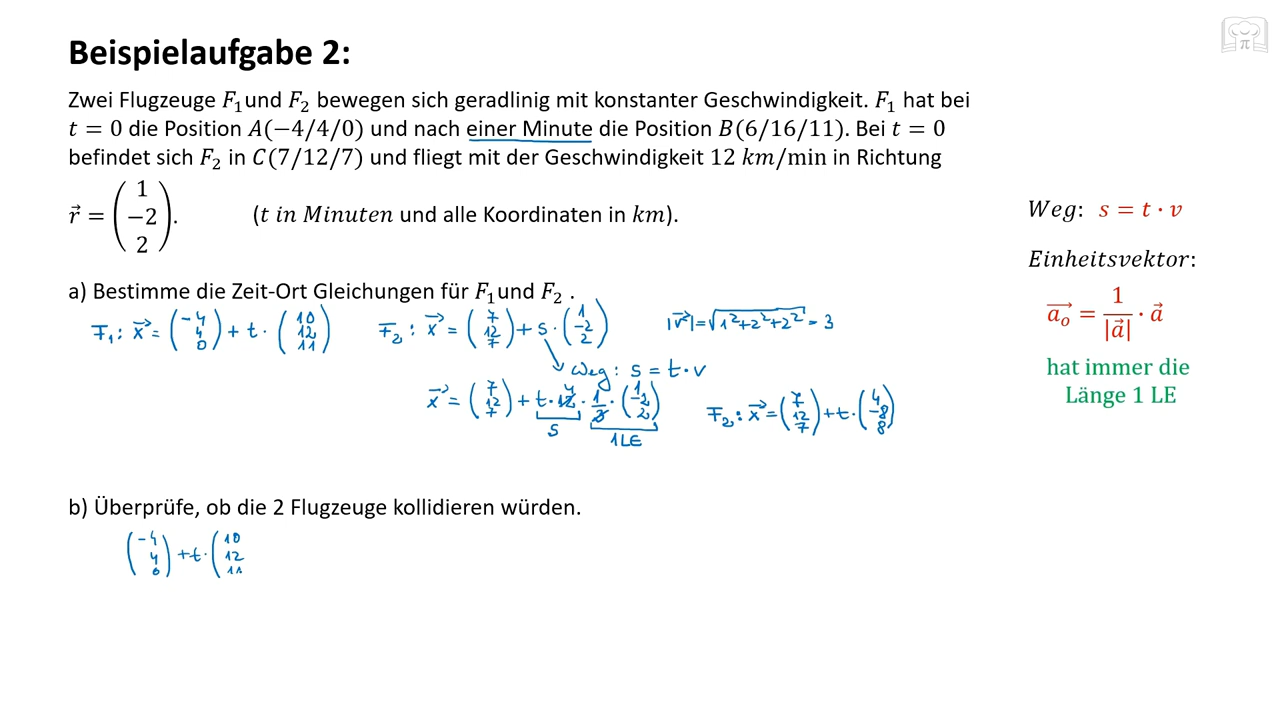 Beispielaufgabe 2:
Zwei Flugzeuge F₁und F₂ bewegen sich geradlinig mit konstanter Geschwindigkeit. F₁ hat bei
t = 0 die Position A(−4/4/0) und nach einer Minute die Position B(6/16/11). Bei t = 0
befindet sich F₂ in C(7/12/7) und fliegt mit der Geschwindigkeit 12 km/min in Richtung
r⃗ = (1 −2 2). (t in Minuten und alle Koordinaten in km).
Weg: s = t · v
Einheitsvektor:
a₀⃗ = 1/|a⃗| · a⃗
hat immer die
Länge 1 LE
a) Bestimme die Zeit-Ort Gleichungen für F₁und F₂ .
F₁: x⃗ = (−4 4 0) + t · (10 12 11) F₂: x⃗ = (7 12 7) + s · (1 −2 2) |v⃗| = √(1²+2²+2²) = 3
Weg: s = t · v
x⃗ = (7 12 7) + t · 12 4 · 1/3 · (1 −2 2) F₂: x⃗ = (7 12 7) + t · (4 −8 8)
s 1LE
b) Überprüfe, ob die 2 Flugzeuge kollidieren würden.
(−4 4 0) + t · (10 12 11
π